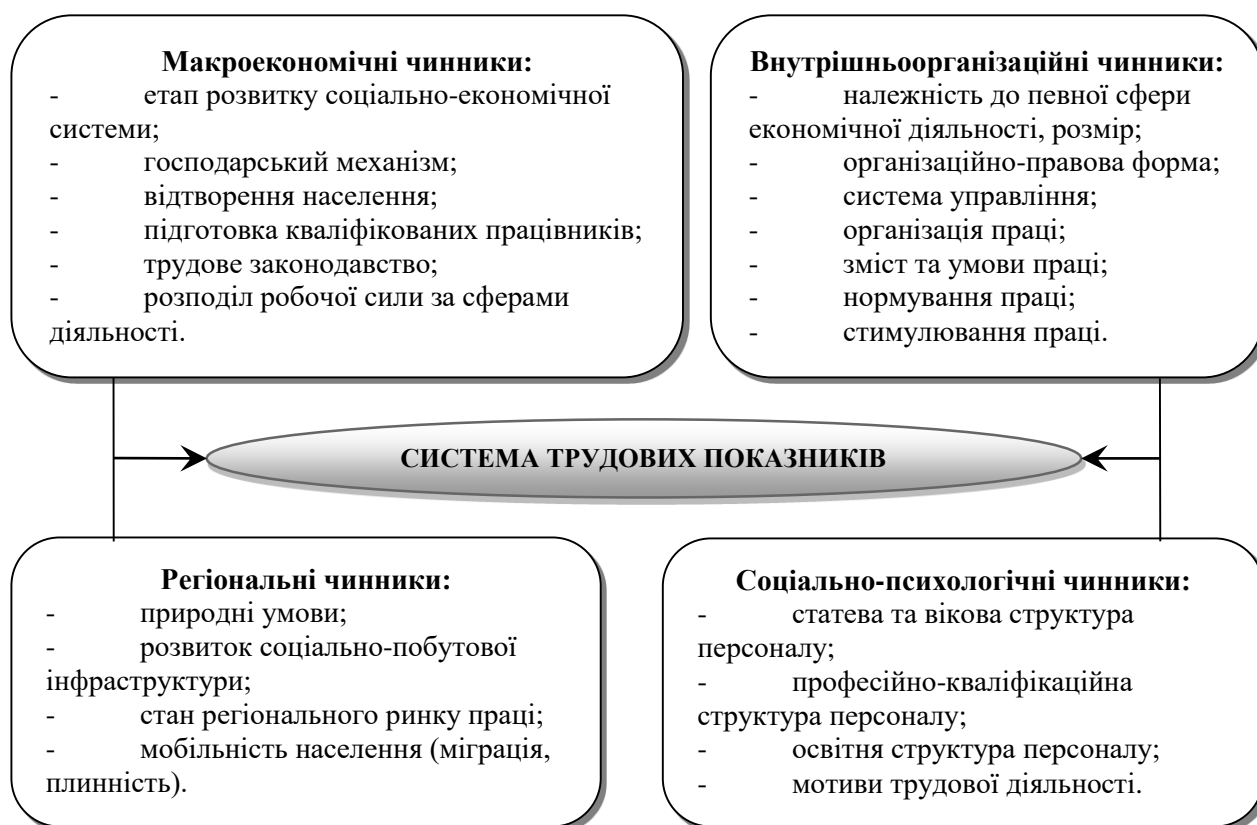 Макроекономічні чинники:
- етап розвитку соціально-економічної
системи;
- господарський механізм;
- відтворення населення;
- підготовка кваліфікованих працівників;
- трудове законодавство;
- розподіл робочої сили за сферами
діяльності.
Внутрішньоорганізаційні чинники:
- належність до певної сфери
економічної діяльності, розмір;
- організаційно-правова форма;
- система управління;
- організація праці;
- зміст та умови праці;
- нормування праці;
- стимулювання праці.
СИСТЕМА ТРУДОВИХ ПОКАЗНИКІВ
Регіональні чинники:
- природні умови;
- розвиток соціально-побутової
інфраструктури;
- стан регіонального ринку праці;
- мобільність населення (міграція,
плинність).
Соціально-психологічні чинники:
- статева та вікова структура
персоналу;
- професійно-кваліфікаційна
структура персоналу;
- освітня структура персоналу;
- мотиви трудової діяльності.